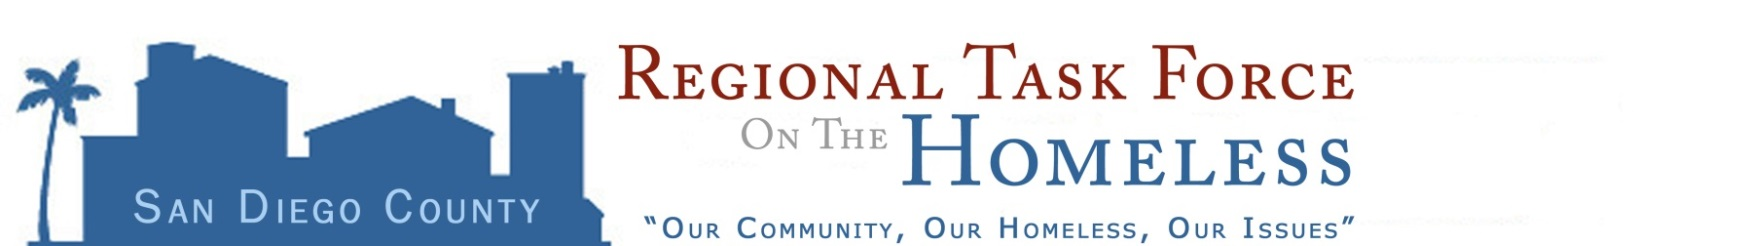 San Diego County
Regional Task Force
On The Homeless
“Our Community, Our Homeless, Our Issues”